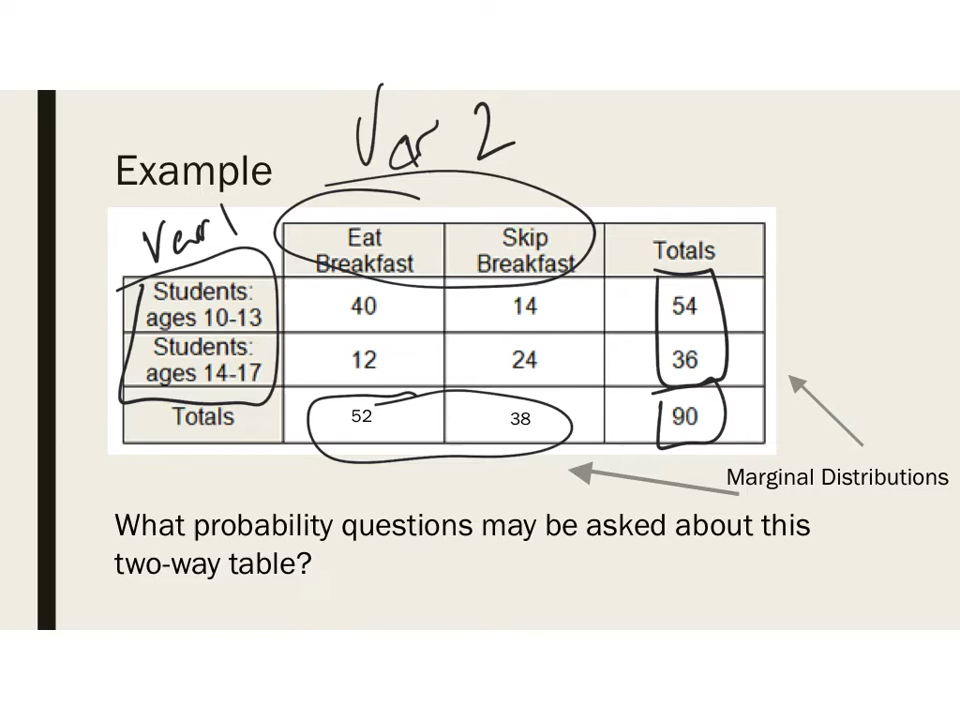 Var 2
Example
Var 1
Eat Breakfast Skip Breakfast Totals
Students: ages 10-13 40 14 54
Students: ages 14-17 12 24 36
Totals 52 38 90
Marginal Distributions
What probability questions may be asked about this
two-way table?